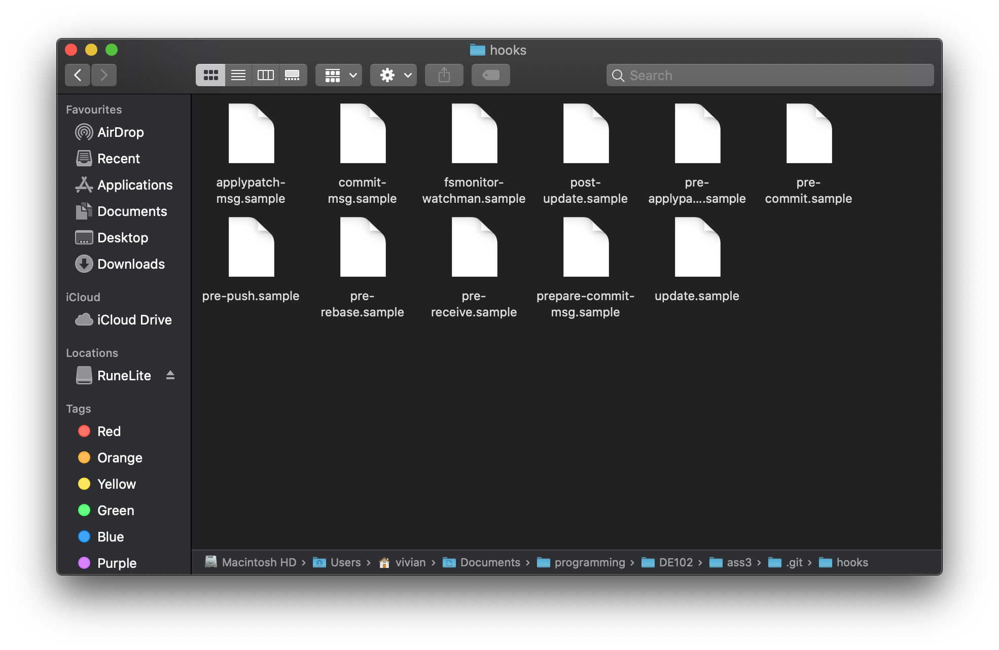 hooks
Search
Favourites
AirDrop
Recent
Applications
Documents
Desktop
Downloads
iCloud
iCloud Drive
Locations
RuneLite
Tags
Red
Orange
Yellow
Green
Blue
Purple
applypatch-
msg.sample
commit-
msg.sample
fsmonitor-
watchman.sample
post-
update.sample
pre-
applypa....sample
pre-
commit.sample
pre-push.sample
pre-
rebase.sample
pre-
receive.sample
prepare-commit-
msg.sample
update.sample
Macintosh HD › Users › vivian › Documents › programming › DE102 › ass3 › .git › hooks